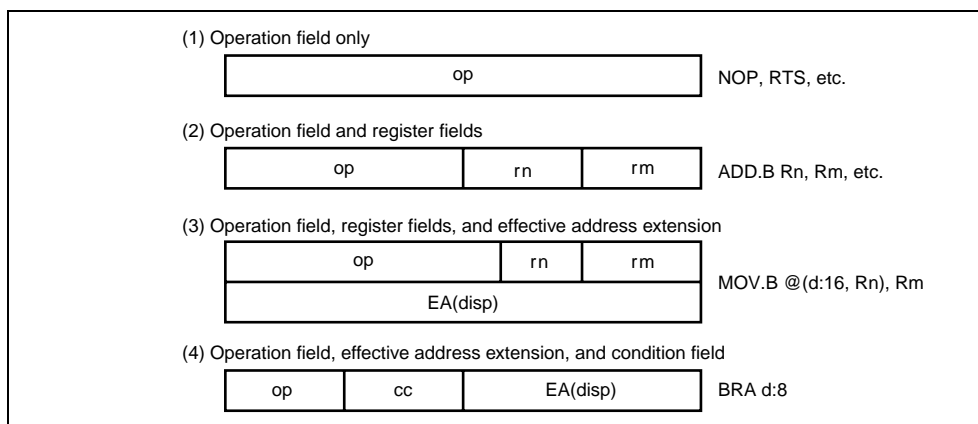 (1) Operation field only
op
NOP, RTS, etc.
(2) Operation field and register fields
op rn rm
ADD.B Rn, Rm, etc.
(3) Operation field, register fields, and effective address extension
op rn rm
EA(disp)
MOV.B @(d:16, Rn), Rm
(4) Operation field, effective address extension, and condition field
op cc EA(disp)
BRA d:8